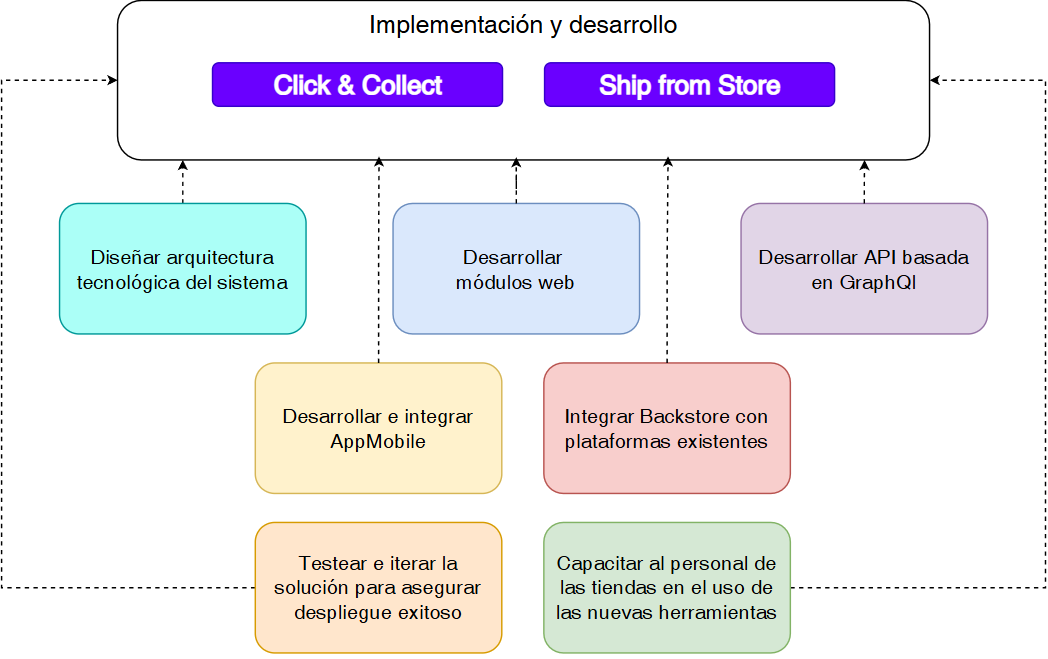 Implementación y desarrollo
Click & Collect
Ship from Store
Diseñar arquitectura
tecnológica del sistema
Desarrollar
módulos web
Desarrollar API basada
en GraphQl
Desarrollar e integrar
AppMobile
Integrar Backstore con
plataformas existentes
Testear e iterar la
solución para asegurar
despliegue exitoso
Capacitar al personal de
las tiendas en el uso de
las nuevas herramientas